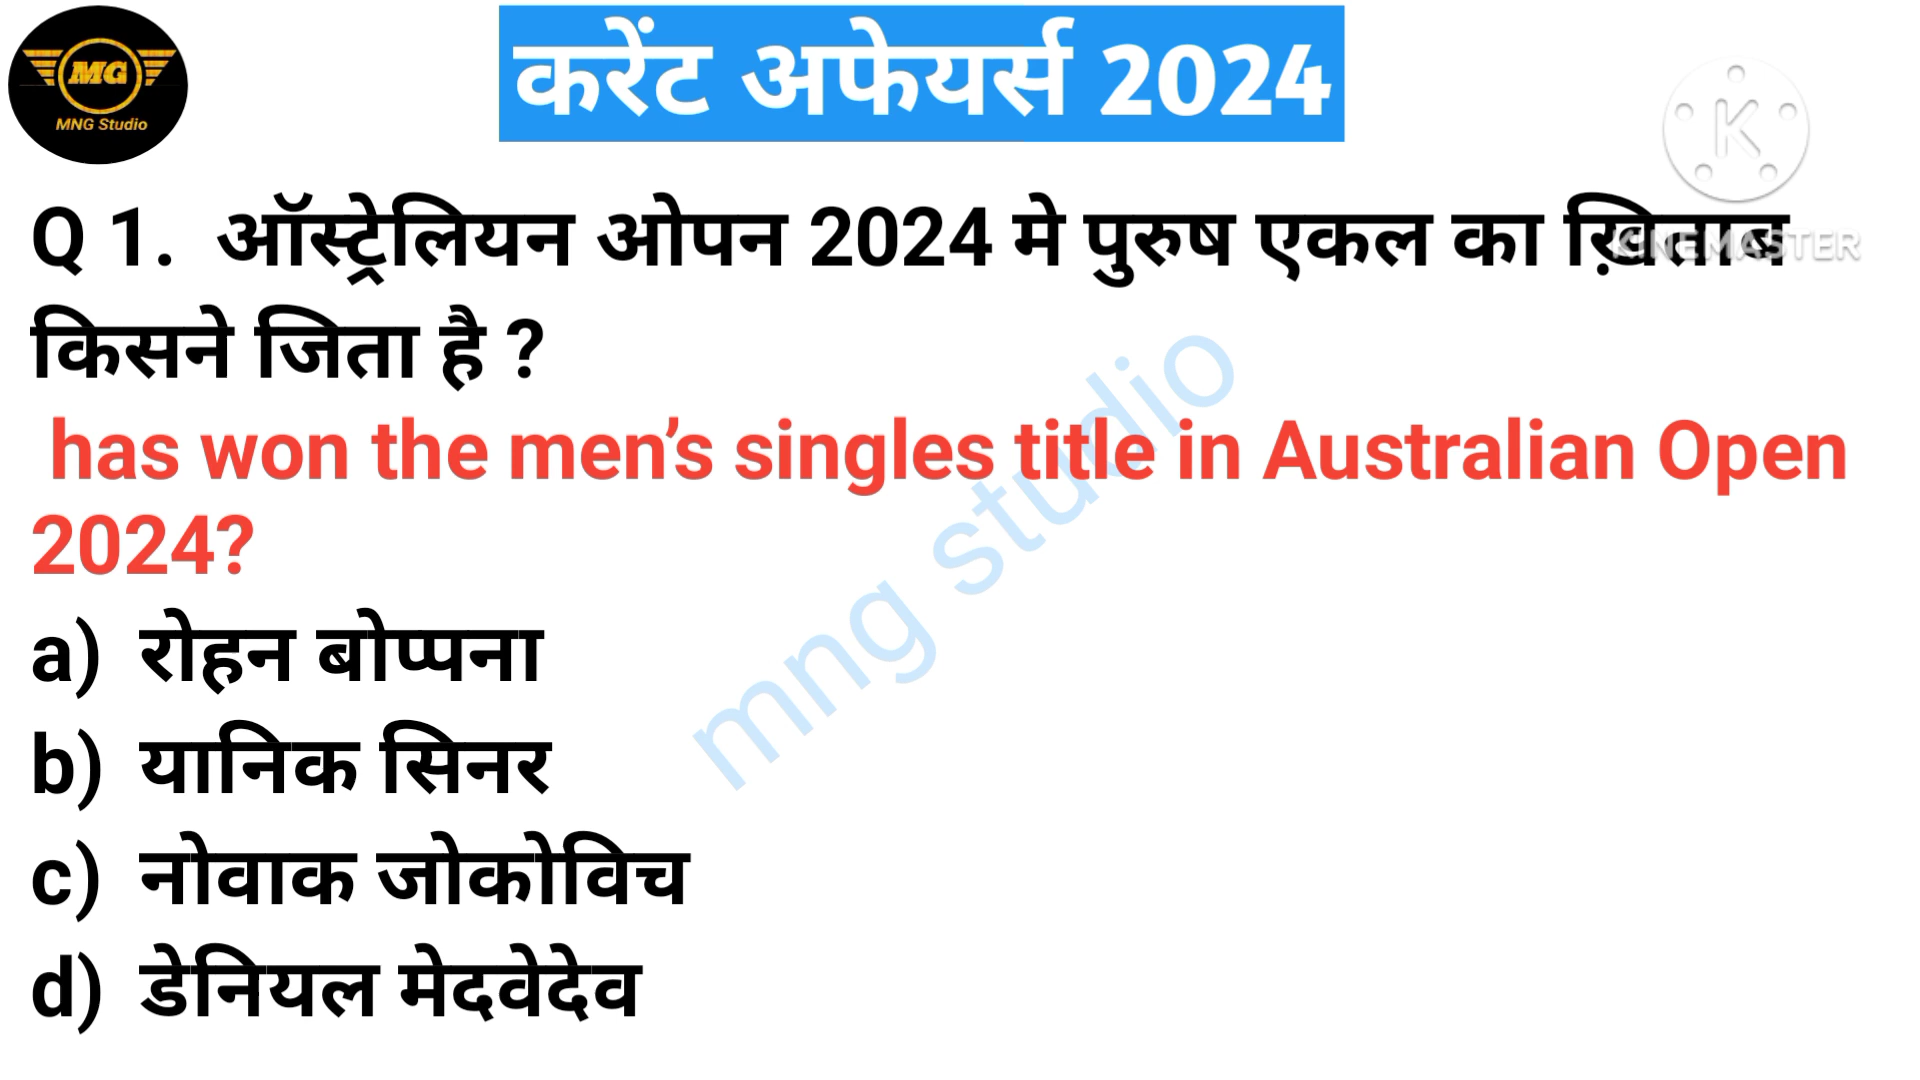 MG
MNG Studio
करेंट अफेयर्स 2024
K
KINEMASTER
Q 1. ऑस्ट्रेलियन ओपन 2024 मे पुरुष एकल का ख़िताब
किसने जिता है ?
has won the men’s singles title in Australian Open
2024?
a) रोहन बोप्पना
b) यानिक सिनर
c) नोवाक जोकोविच
d) डेनियल मेदवेदेव
mng studio